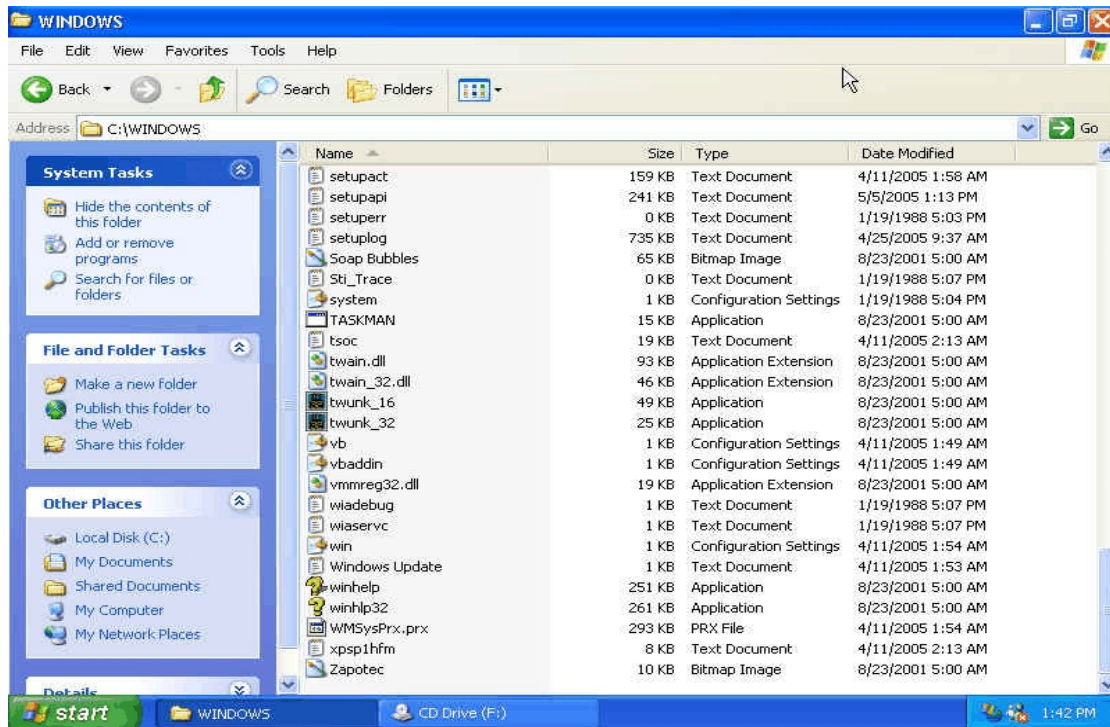 WINDOWS
File Edit View Favorites Tools Help
Back Search Folders
Address C:\WINDOWS Go
System Tasks
Hide the contents of
this folder
Add or remove
programs
Search for files or
folders
File and Folder Tasks
Make a new folder
Publish this folder to
the Web
Share this folder
Other Places
Local Disk (C:)
My Documents
Shared Documents
My Computer
My Network Places
Details
Name Size Type Date Modified
setupact 159 KB Text Document 4/11/2005 1:58 AM
setupapi 241 KB Text Document 5/5/2005 1:13 PM
setuperr 0 KB Text Document 1/19/1988 5:03 PM
setuplog 735 KB Text Document 4/25/2005 9:37 AM
Soap Bubbles 65 KB Bitmap Image 8/23/2001 5:00 AM
Sti_Trace 0 KB Text Document 1/19/1988 5:07 PM
system 1 KB Configuration Settings 1/19/1988 5:04 PM
TASKMAN 15 KB Application 8/23/2001 5:00 AM
tsoc 19 KB Text Document 4/11/2005 2:13 AM
twain.dll 93 KB Application Extension 8/23/2001 5:00 AM
twain_32.dll 46 KB Application Extension 8/23/2001 5:00 AM
twunk_16 49 KB Application 8/23/2001 5:00 AM
twunk_32 25 KB Application 8/23/2001 5:00 AM
vb 1 KB Configuration Settings 4/11/2005 1:49 AM
vbaddin 1 KB Configuration Settings 4/11/2005 1:49 AM
vmmreg32.dll 19 KB Application Extension 8/23/2001 5:00 AM
wiadebug 1 KB Text Document 1/19/1988 5:07 PM
wiaservc 1 KB Text Document 1/19/1988 5:07 PM
win 1 KB Configuration Settings 4/11/2005 1:54 AM
Windows Update 1 KB Text Document 4/11/2005 1:53 AM
winhelp 251 KB Application 8/23/2001 5:00 AM
winhlp32 261 KB Application 8/23/2001 5:00 AM
WMSysPrx.prx 293 KB PRX File 4/11/2005 1:54 AM
xpsp1hfm 8 KB Text Document 4/11/2005 2:13 AM
Zapotec 10 KB Bitmap Image 8/23/2001 5:00 AM
start WINDOWS CD Drive (F:) 1:42 PM